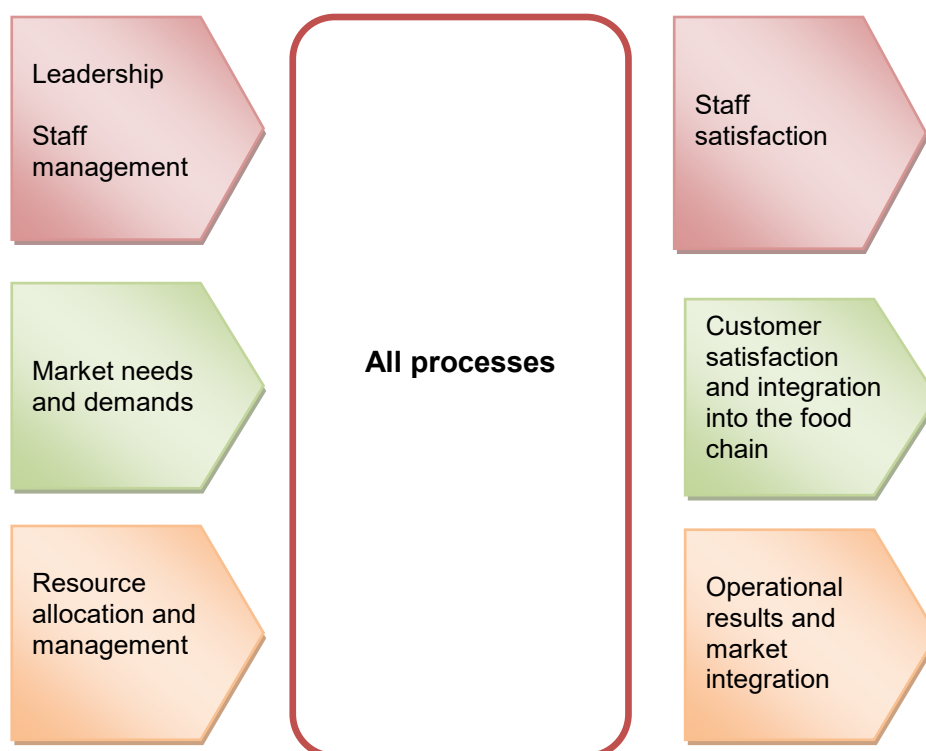 Leadership
Staff
management
Market needs
and demands
Resource
allocation and
management
All processes
Staff
satisfaction
Customer
satisfaction
and integration
into the food
chain
Operational
results and
market
integration